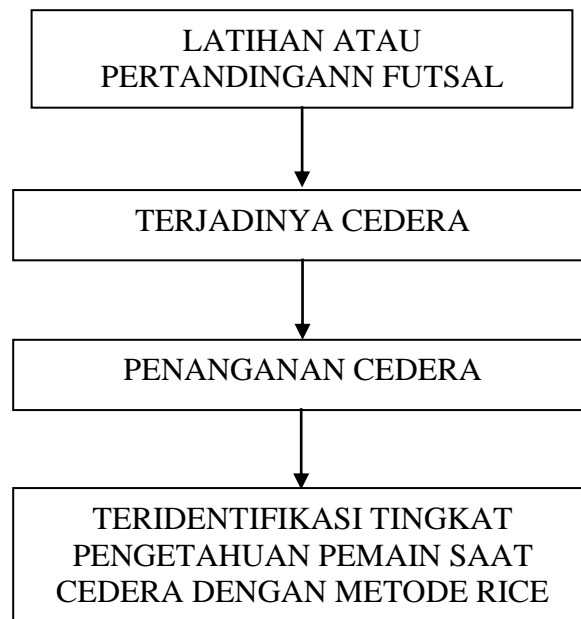 LATIHAN ATAU
PERTANDINGANN FUTSAL
TERJADINYA CEDERA
PENANGANAN CEDERA
TERIDENTIFIKASI TINGKAT
PENGETAHUAN PEMAIN SAAT
CEDERA DENGAN METODE RICE